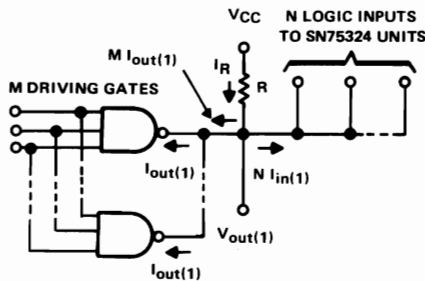 VCC
N LOGIC INPUTS
TO SN75324 UNITS
M Iout(1)
IR
R
M DRIVING GATES
Iout(1)
N Iin(1)
Vout(1)
Iout(1)